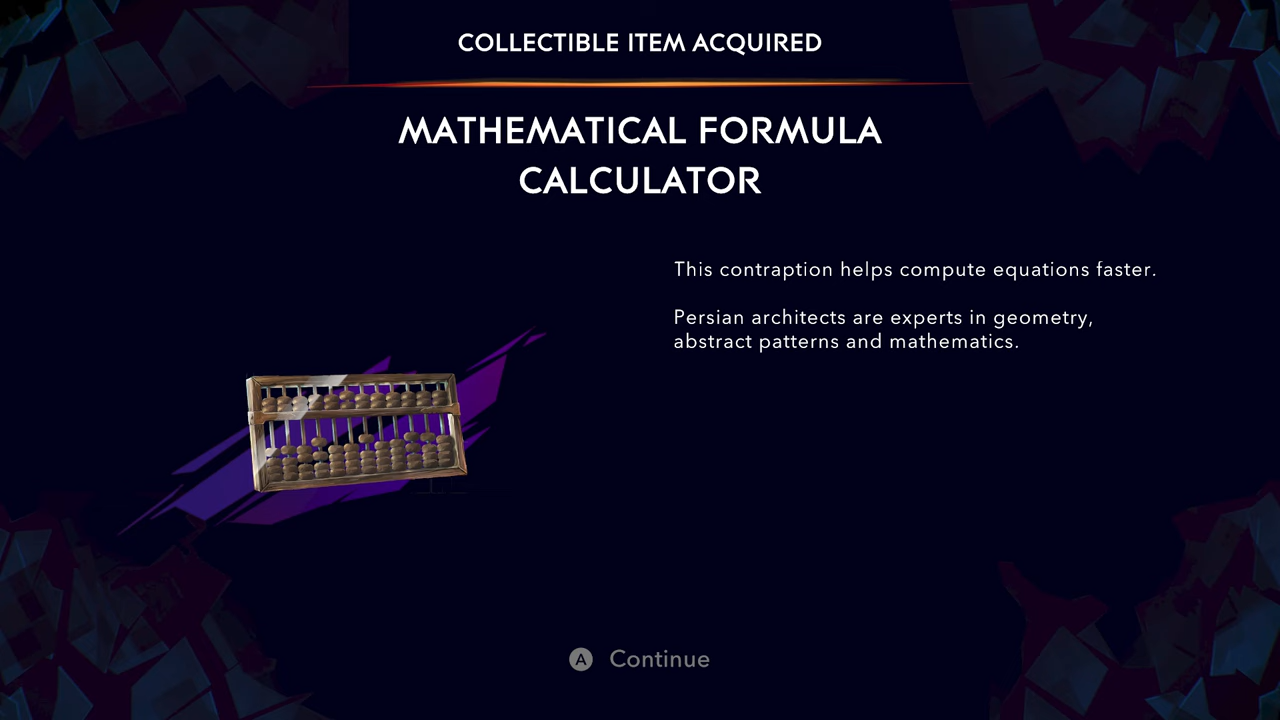 COLLECTIBLE ITEM ACQUIRED
MATHEMATICAL FORMULA
CALCULATOR
This contraption helps compute equations faster.
Persian architects are experts in geometry,
abstract patterns and mathematics.
A Continue